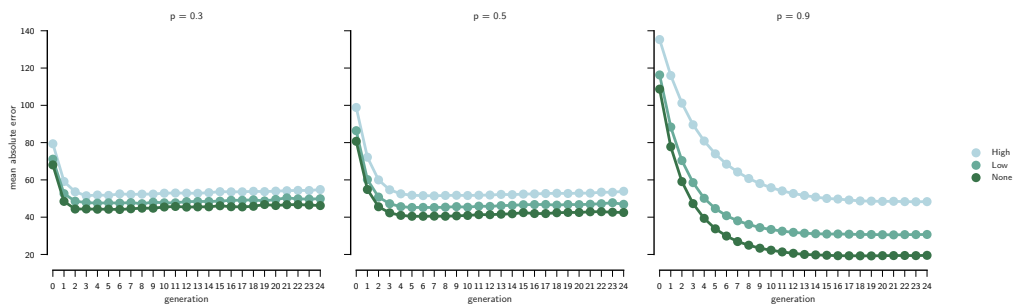 p = 0.3
p = 0.5
p = 0.9
140
120
100
80
60
40
20
mean absolute error
0 1 2 3 4 5 6 7 8 9 10 11 12 13 14 15 16 17 18 19 20 21 22 23 24
0 1 2 3 4 5 6 7 8 9 10 11 12 13 14 15 16 17 18 19 20 21 22 23 24
0 1 2 3 4 5 6 7 8 9 10 11 12 13 14 15 16 17 18 19 20 21 22 23 24
generation
generation
generation
High
Low
None